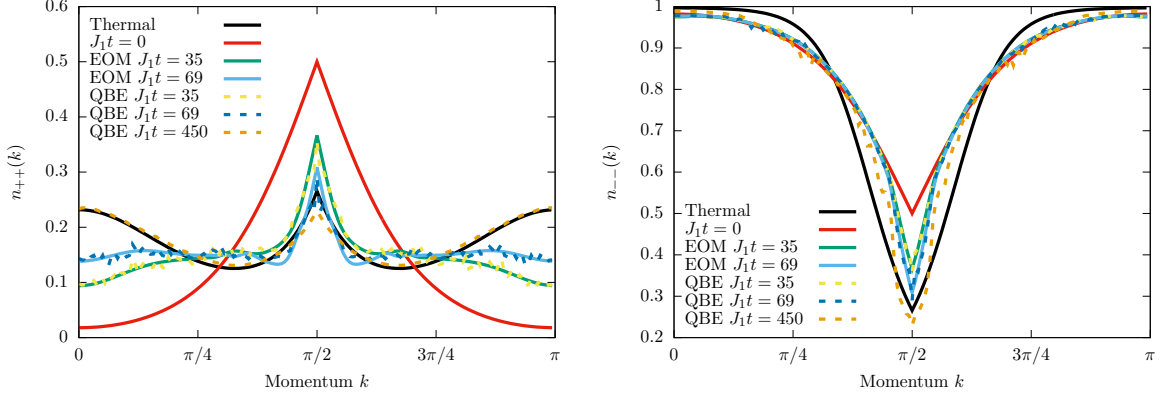 0.6
0.5
0.4
0.3
0.2
0.1
0
n₊₊(k)
Thermal
J₁t = 0
EOM J₁t = 35
EOM J₁t = 69
QBE J₁t = 35
QBE J₁t = 69
QBE J₁t = 450
0
π/4
π/2
3π/4
π
Momentum k
1
0.9
0.8
0.7
0.6
0.5
0.4
0.3
0.2
n₋₋(k)
Thermal
J₁t = 0
EOM J₁t = 35
EOM J₁t = 69
QBE J₁t = 35
QBE J₁t = 69
QBE J₁t = 450
0
π/4
π/2
3π/4
π
Momentum k